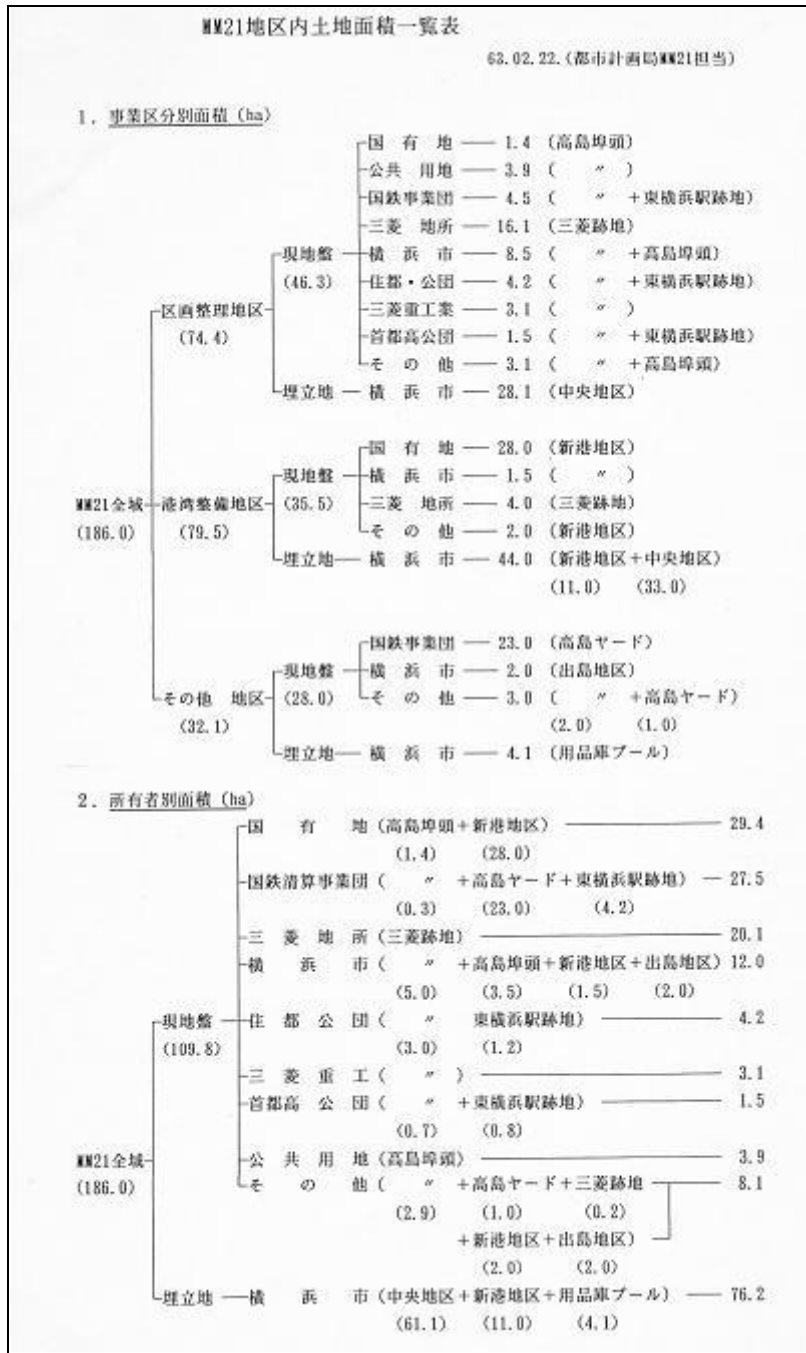 MM21地区内土地面積一覧表
63.02.22.(都市計画局MM21担当)
1. 事業区分別面積 (ha)
国有地 1.4 (高島埠頭)
公共用地 3.9 ( 〃 )
国鉄事業団 4.5 ( 〃 +東横浜駅跡地)
三菱地所 16.1 (三菱跡地)
現地盤 横浜市 8.5 ( 〃 +高島埠頭)
(46.3) 住都・公団 4.2 ( 〃 +東横浜駅跡地)
区画整理地区 三菱重工業 3.1 ( 〃 )
(74.4) 首都高公団 1.5 ( 〃 +東横浜駅跡地)
その他 3.1 ( 〃 +高島埠頭)
埋立地 横浜市 28.1 (中央地区)
国有地 28.0 (新港地区)
現地盤 横浜市 1.5 ( 〃 )
MM21全域 港湾整備地区 (35.5) 三菱地所 4.0 (三菱跡地)
(186.0) (79.5) その他 2.0 (新港地区)
埋立地 横浜市 44.0 (新港地区+中央地区)
(11.0) (33.0)
国鉄事業団 23.0 (高島ヤード)
現地盤 横浜市 2.0 (出島地区)
その他地区 (28.0) その他 3.0 ( 〃 +高島ヤード)
(32.1) (2.0) (1.0)
埋立地 横浜市 4.1 (用品庫プール)
2. 所有者別面積 (ha)
国有地 (高島埠頭+新港地区) 29.4
(1.4) (28.0)
国鉄清算事業団 ( 〃 +高島ヤード+東横浜駅跡地) 27.5
(0.3) (23.0) (4.2)
三菱地所 (三菱跡地) 20.1
横浜市 ( 〃 +高島埠頭+新港地区+出島地区) 12.0
(5.0) (3.5) (1.5) (2.0)
現地盤 住都公団 ( 〃 東横浜駅跡地) 4.2
(109.8) (3.0) (1.2)
三菱重工 ( 〃 ) 3.1
首都高公団 ( 〃 +東横浜駅跡地) 1.5
(0.7) (0.8)
MM21全域 公共用地 (高島埠頭) 3.9
(186.0) その他 ( 〃 +高島ヤード+三菱跡地 8.1
(2.9) (1.0) (0.2)
+新港地区+出島地区)
(2.0) (2.0)
埋立地 横浜市 (中央地区+新港地区+用品庫プール) 76.2
(61.1) (11.0) (4.1)